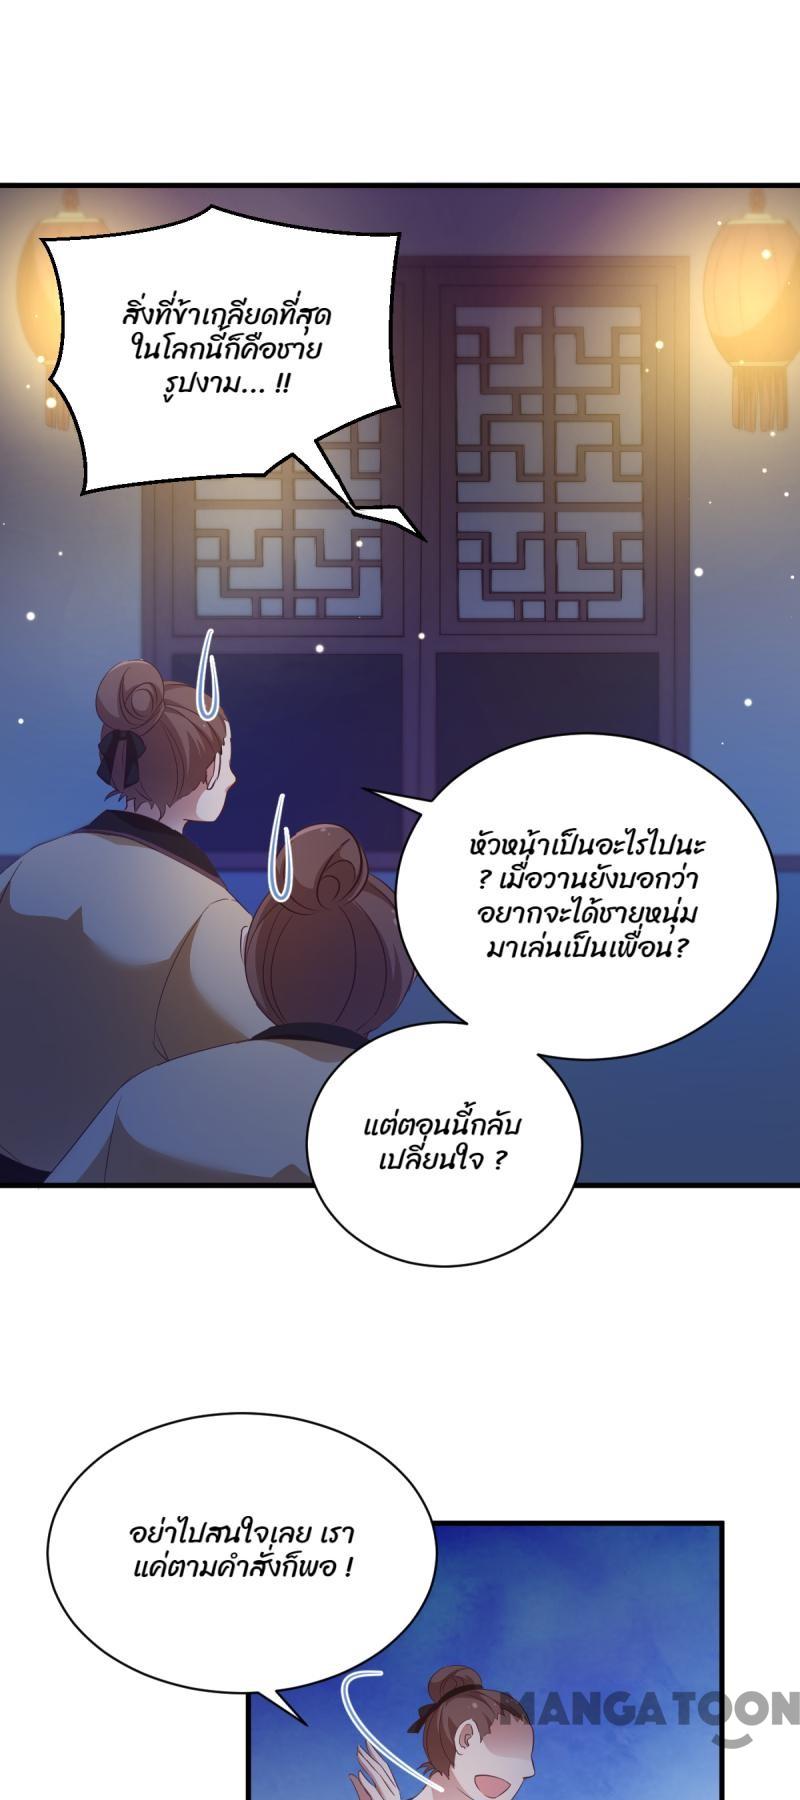 สิ่งที่ข้าเกลียดที่สุด
ในโลกนี้ก็คือชาย
รูปงาม... !!
หัวหน้าเป็นอะไรไปนะ
? เมื่อวานยังบอกว่า
อยากจะได้ชายหนุ่ม
มาเล่นเป็นเพื่อน?
แต่ตอนนี้กลับ
เปลี่ยนใจ ?
อย่าไปสนใจเลย เรา
แค่ตามคำสั่งก็พอ !
MANGATOON